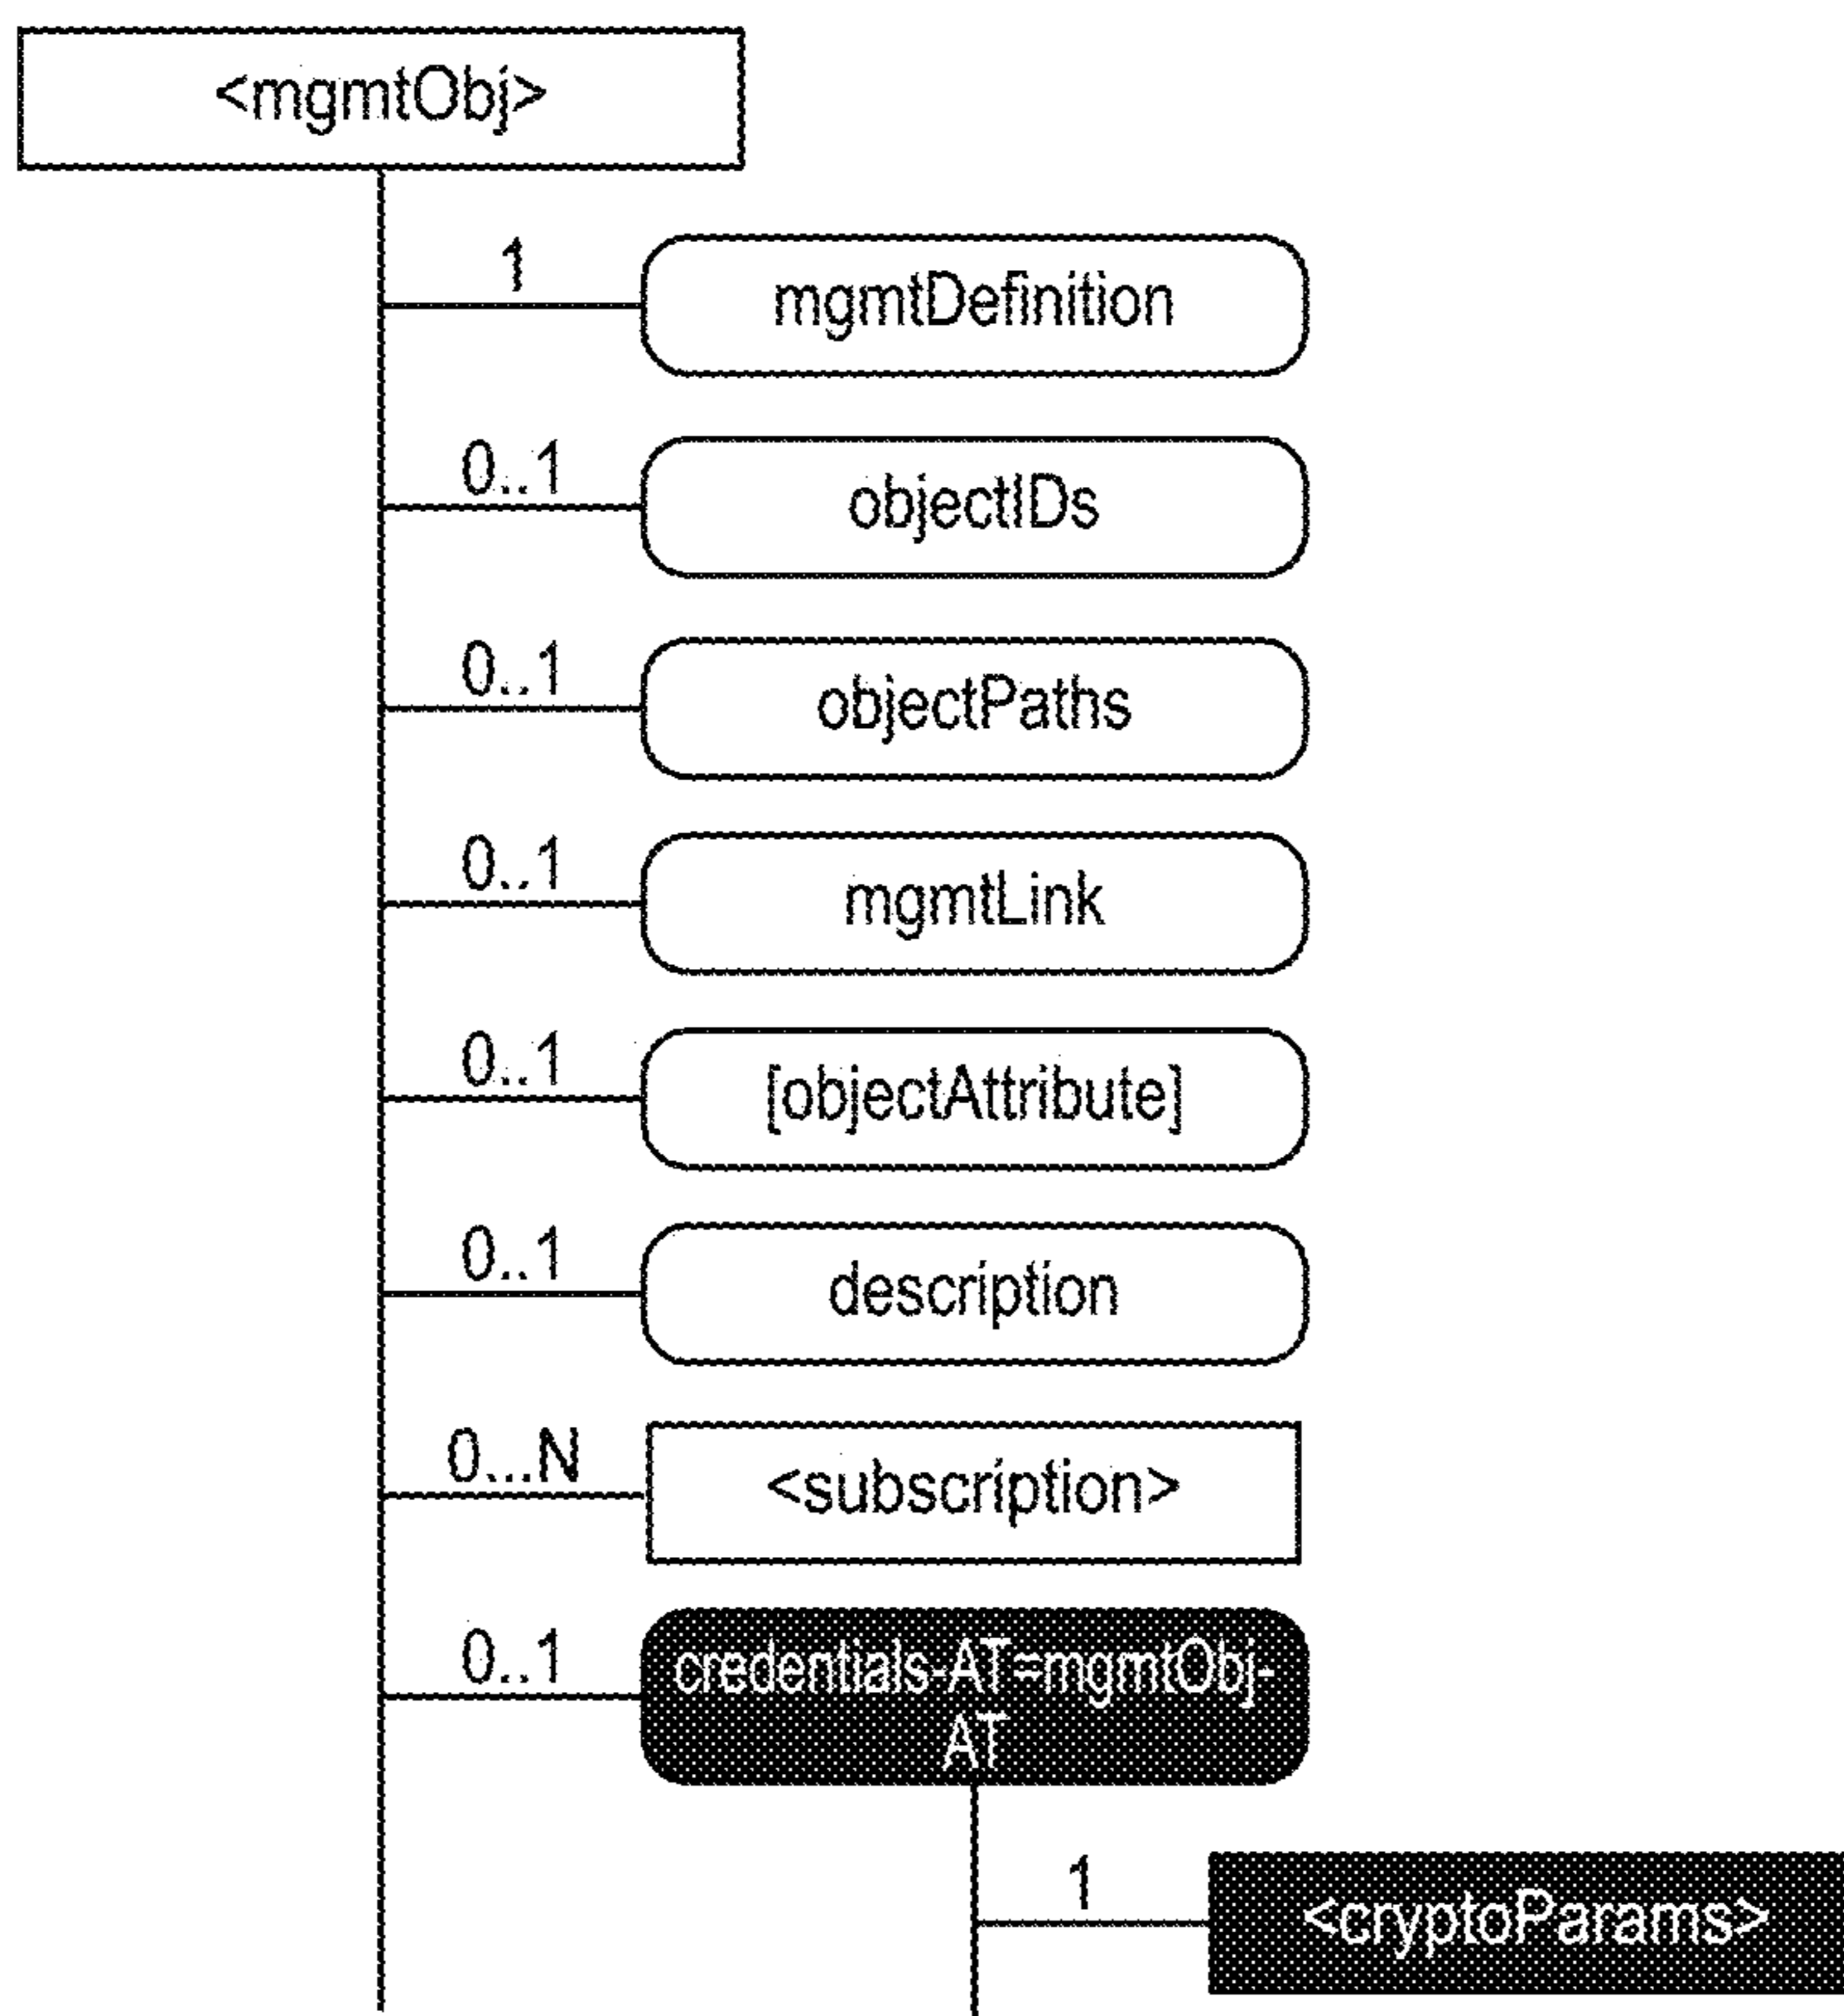 <mgmtObj>
1
mgmtDefinition
0..1
objectIDs
0..1
objectPaths
0..1
mgmtLink
0..1
[objectAttribute]
0..1
description
0...N
<subscription>
0..1
credentials-AT=mgmtObj-
AT
1
<cryptoParams>